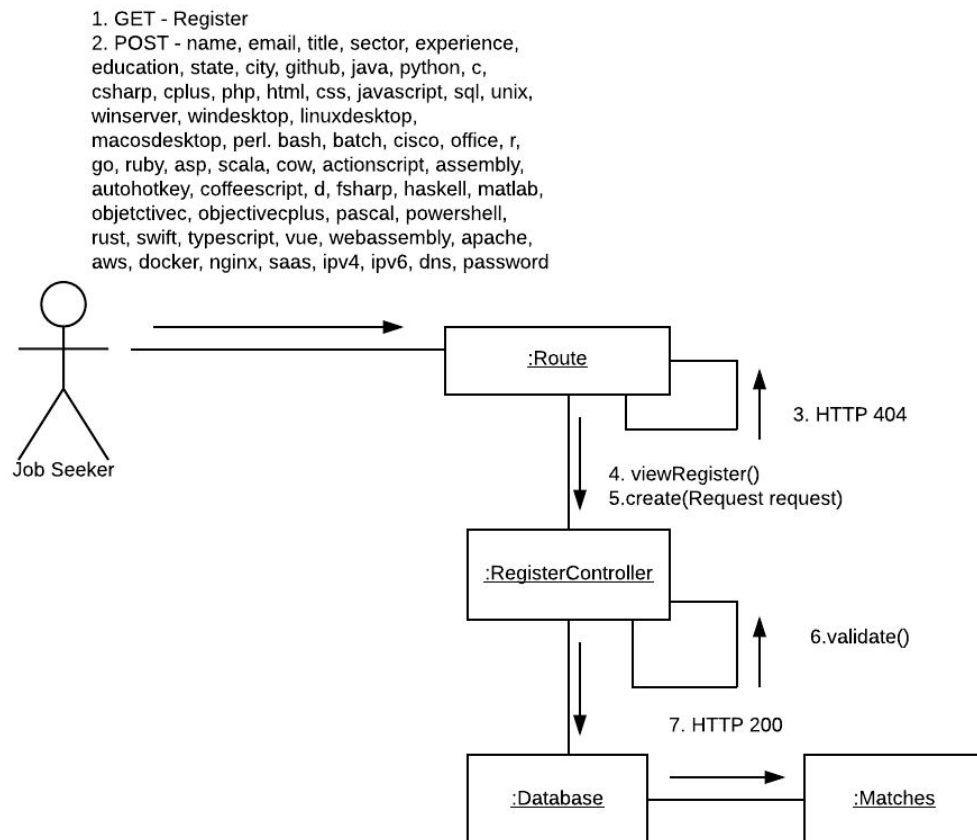 1. GET - Register
2. POST - name, email, title, sector, experience,
education, state, city, github, java, python, c,
csharp, cplus, php, html, css, javascript, sql, unix,
winserver, windesktop, linuxdesktop,
macosdesktop, perl. bash, batch, cisco, office, r,
go, ruby, asp, scala, cow, actionscript, assembly,
autohotkey, coffeescript, d, fsharp, haskell, matlab,
objetctivec, objectivecplus, pascal, powershell,
rust, swift, typescript, vue, webassembly, apache,
aws, docker, nginx, saas, ipv4, ipv6, dns, password
:Route
3. HTTP 404
Job Seeker
4. viewRegister()
5.create(Request request)
:RegisterController
6.validate()
7. HTTP 200
:Database
:Matches